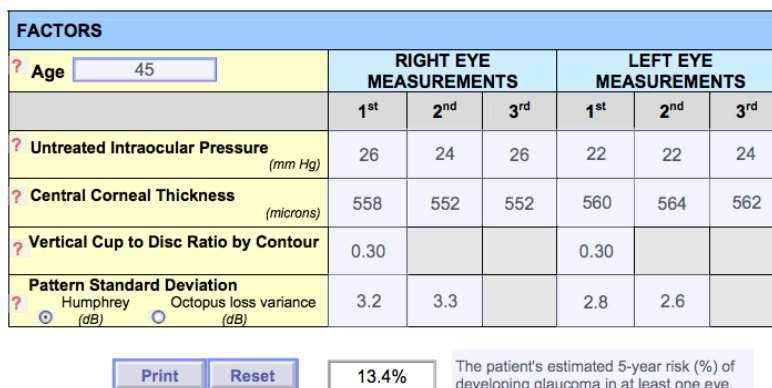 FACTORS
? Age 45 RIGHT EYE MEASUREMENTS LEFT EYE MEASUREMENTS
1st 2nd 3rd 1st 2nd 3rd
? Untreated Intraocular Pressure (mm Hg) 26 24 26 22 22 24
? Central Corneal Thickness (microns) 558 552 552 560 564 562
? Vertical Cup to Disc Ratio by Contour 0.30 0.30
Pattern Standard Deviation
? Humphrey (dB) Octopus loss variance (dB) 3.2 3.3 2.8 2.6
Print Reset 13.4% The patient's estimated 5-year risk (%) of
developing glaucoma in at least one eye.